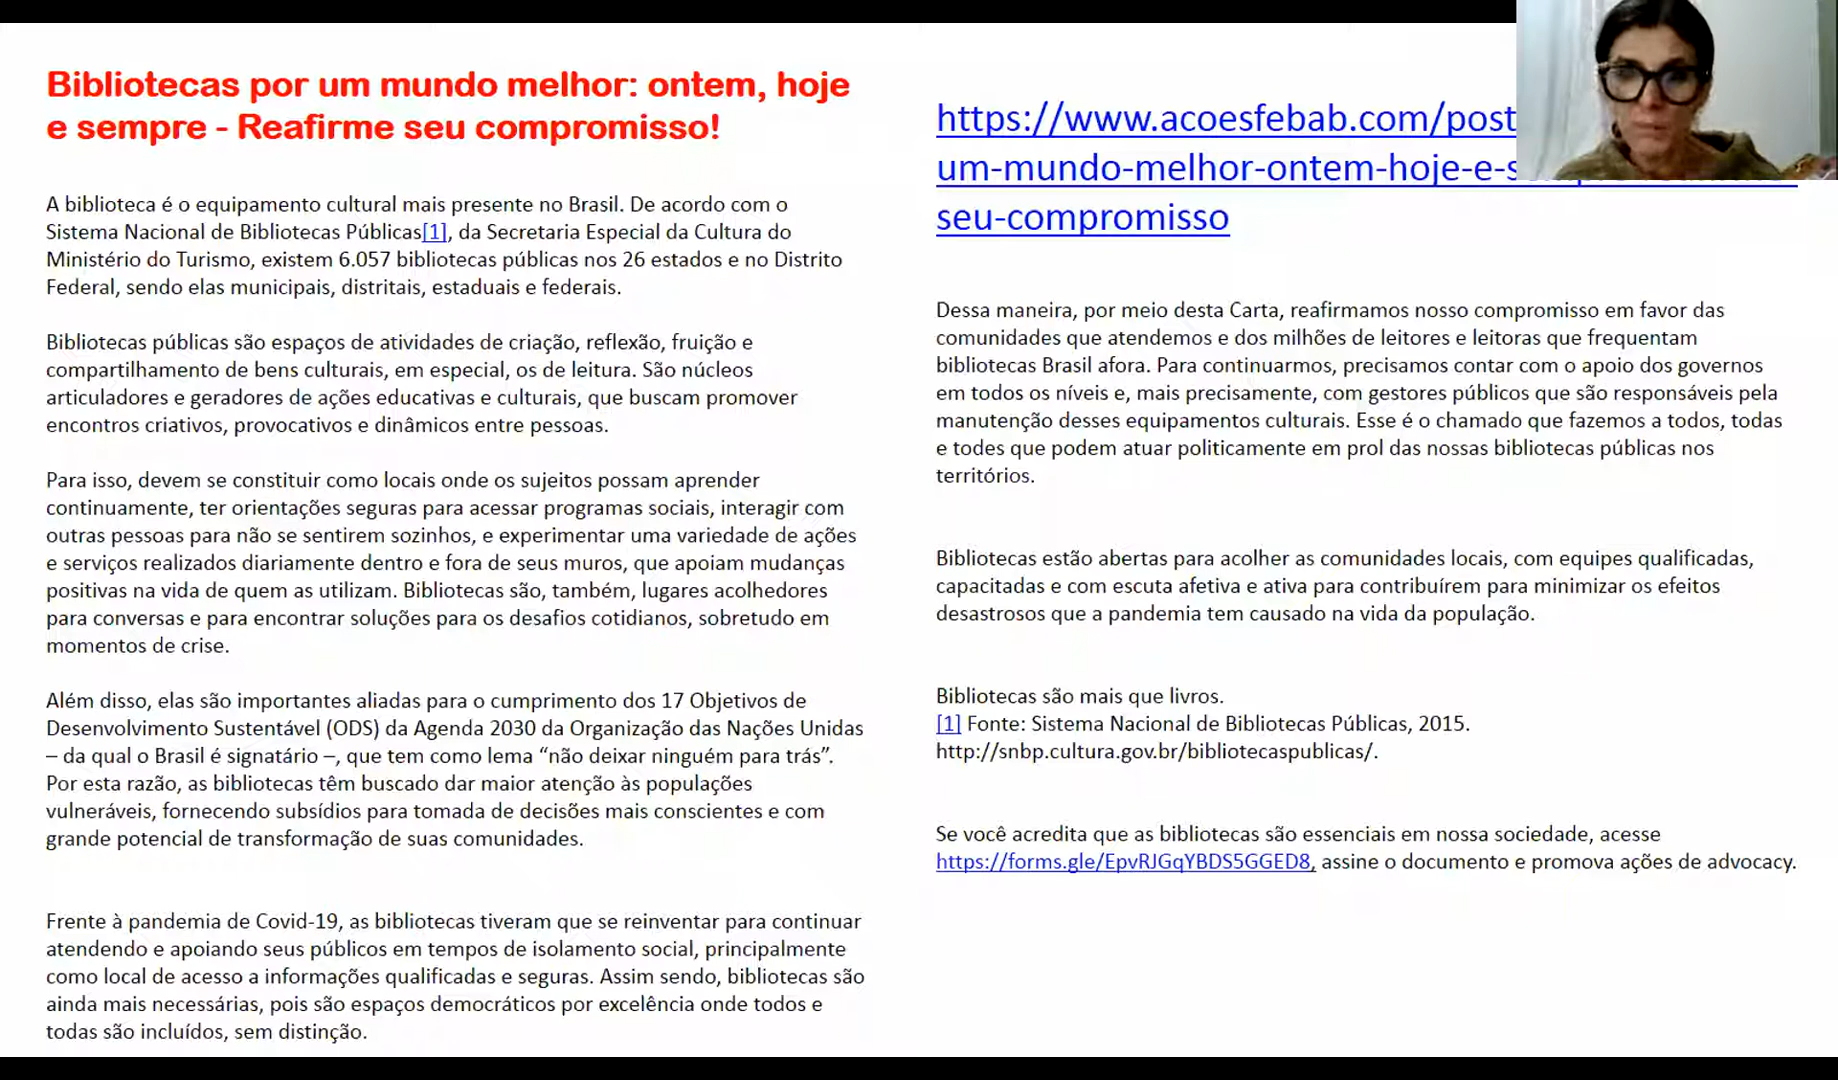 Bibliotecas por um mundo melhor: ontem, hoje
e sempre - Reafirme seu compromisso!
A biblioteca é o equipamento cultural mais presente no Brasil. De acordo com o
Sistema Nacional de Bibliotecas Públicas[1], da Secretaria Especial da Cultura do
Ministério do Turismo, existem 6.057 bibliotecas públicas nos 26 estados e no Distrito
Federal, sendo elas municipais, distritais, estaduais e federais.
Bibliotecas públicas são espaços de atividades de criação, reflexão, fruição e
compartilhamento de bens culturais, em especial, os de leitura. São núcleos
articuladores e geradores de ações educativas e culturais, que buscam promover
encontros criativos, provocativos e dinâmicos entre pessoas.
Para isso, devem se constituir como locais onde os sujeitos possam aprender
continuamente, ter orientações seguras para acessar programas sociais, interagir com
outras pessoas para não se sentirem sozinhos, e experimentar uma variedade de ações
e serviços realizados diariamente dentro e fora de seus muros, que apoiam mudanças
positivas na vida de quem as utilizam. Bibliotecas são, também, lugares acolhedores
para conversas e para encontrar soluções para os desafios cotidianos, sobretudo em
momentos de crise.
Além disso, elas são importantes aliadas para o cumprimento dos 17 Objetivos de
Desenvolvimento Sustentável (ODS) da Agenda 2030 da Organização das Nações Unidas
– da qual o Brasil é signatário –, que tem como lema “não deixar ninguém para trás”.
Por esta razão, as bibliotecas têm buscado dar maior atenção às populações
vulneráveis, fornecendo subsídios para tomada de decisões mais conscientes e com
grande potencial de transformação de suas comunidades.
Frente à pandemia de Covid-19, as bibliotecas tiveram que se reinventar para continuar
atendendo e apoiando seus públicos em tempos de isolamento social, principalmente
como local de acesso a informações qualificadas e seguras. Assim sendo, bibliotecas são
ainda mais necessárias, pois são espaços democráticos por excelência onde todos e
todas são incluídos, sem distinção.
https://www.acoesfebab.com/post
um-mundo-melhor-ontem-hoje-e-s
seu-compromisso
Dessa maneira, por meio desta Carta, reafirmamos nosso compromisso em favor das
comunidades que atendemos e dos milhões de leitores e leitoras que frequentam
bibliotecas Brasil afora. Para continuarmos, precisamos contar com o apoio dos governos
em todos os níveis e, mais precisamente, com gestores públicos que são responsáveis pela
manutenção desses equipamentos culturais. Esse é o chamado que fazemos a todos, todas
e todes que podem atuar politicamente em prol das nossas bibliotecas públicas nos
territórios.
Bibliotecas estão abertas para acolher as comunidades locais, com equipes qualificadas,
capacitadas e com escuta afetiva e ativa para contribuírem para minimizar os efeitos
desastrosos que a pandemia tem causado na vida da população.
Bibliotecas são mais que livros.
[1] Fonte: Sistema Nacional de Bibliotecas Públicas, 2015.
http://snbp.cultura.gov.br/bibliotecaspublicas/.
Se você acredita que as bibliotecas são essenciais em nossa sociedade, acesse
https://forms.gle/EpvRJGqYBDS5GGED8, assine o documento e promova ações de advocacy.